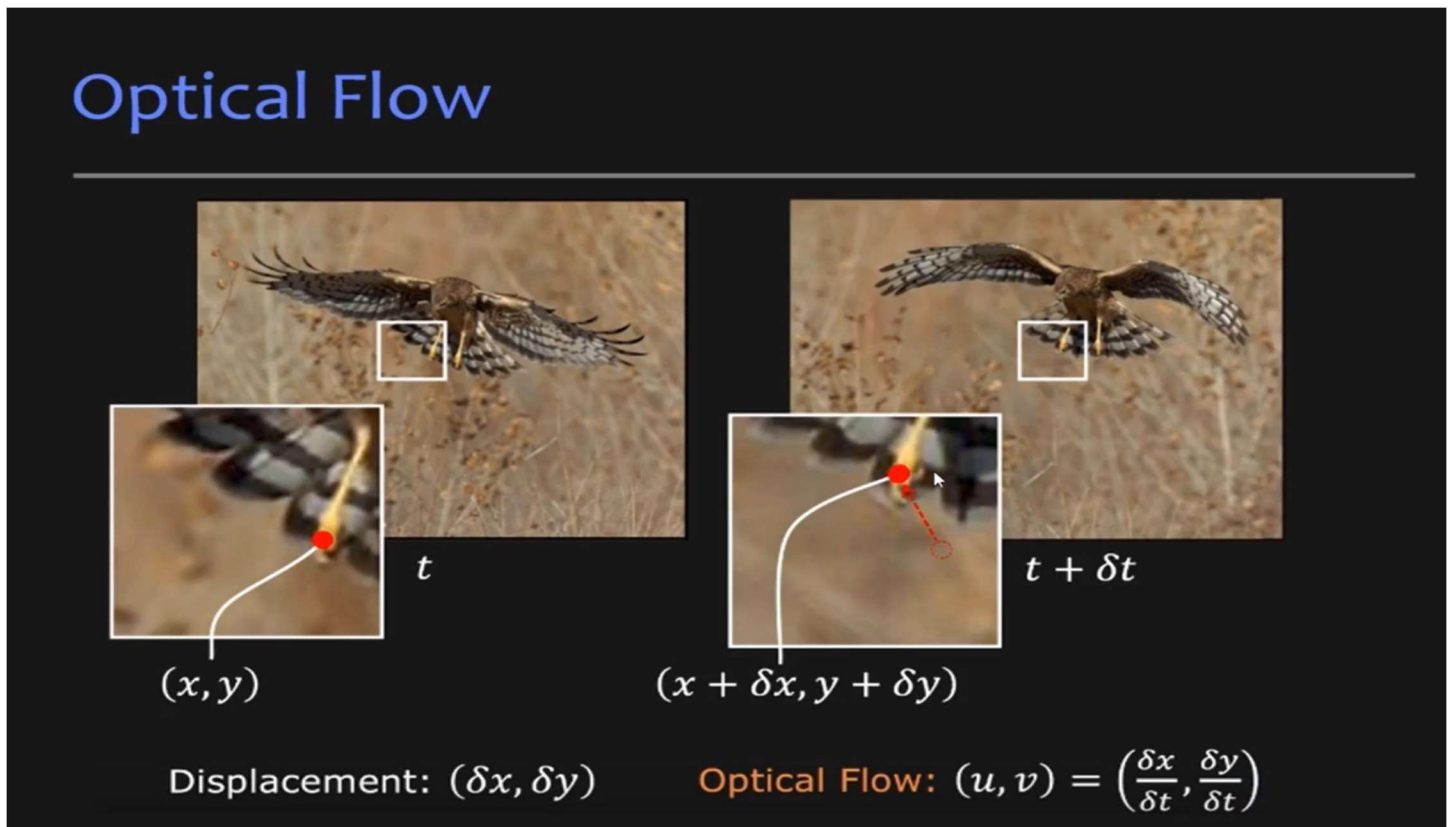 Optical Flow
t
t + δt
(x, y)
(x + δx, y + δy)
Displacement: (δx, δy)
Optical Flow: (u, v) = (δx/δt, δy/δt)